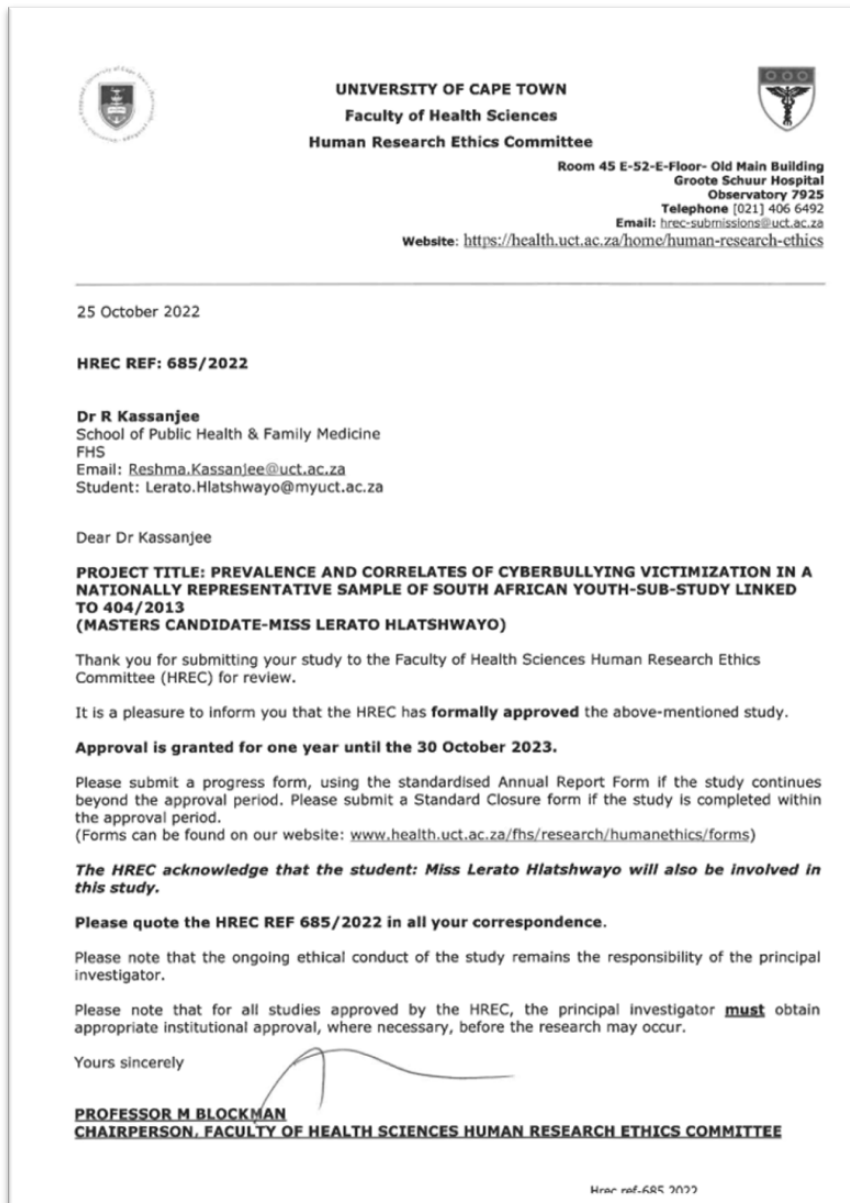 UNIVERSITY OF CAPE TOWN
Faculty of Health Sciences
Human Research Ethics Committee
Room 45 E-52-E-Floor- Old Main Building
Groote Schuur Hospital
Observatory 7925
Telephone [021] 406 6492
Email: hrec-submissions@uct.ac.za
Website: https://health.uct.ac.za/home/human-research-ethics
25 October 2022
HREC REF: 685/2022
Dr R Kassanjee
School of Public Health & Family Medicine
FHS
Email: Reshma.Kassanjee@uct.ac.za
Student: Lerato.Hlatshwayo@myuct.ac.za
Dear Dr Kassanjee
PROJECT TITLE: PREVALENCE AND CORRELATES OF CYBERBULLYING VICTIMIZATION IN A
NATIONALLY REPRESENTATIVE SAMPLE OF SOUTH AFRICAN YOUTH-SUB-STUDY LINKED
TO 404/2013
(MASTERS CANDIDATE-MISS LERATO HLATSHWAYO)
Thank you for submitting your study to the Faculty of Health Sciences Human Research Ethics
Committee (HREC) for review.
It is a pleasure to inform you that the HREC has formally approved the above-mentioned study.
Approval is granted for one year until the 30 October 2023.
Please submit a progress form, using the standardised Annual Report Form if the study continues
beyond the approval period. Please submit a Standard Closure form if the study is completed within
the approval period.
(Forms can be found on our website: www.health.uct.ac.za/fhs/research/humanethics/forms)
The HREC acknowledge that the student: Miss Lerato Hlatshwayo will also be involved in
this study.
Please quote the HREC REF 685/2022 in all your correspondence.
Please note that the ongoing ethical conduct of the study remains the responsibility of the principal
investigator.
Please note that for all studies approved by the HREC, the principal investigator must obtain
appropriate institutional approval, where necessary, before the research may occur.
Yours sincerely
PROFESSOR M BLOCKMAN
CHAIRPERSON, FACULTY OF HEALTH SCIENCES HUMAN RESEARCH ETHICS COMMITTEE
Hrec ref-685 2022